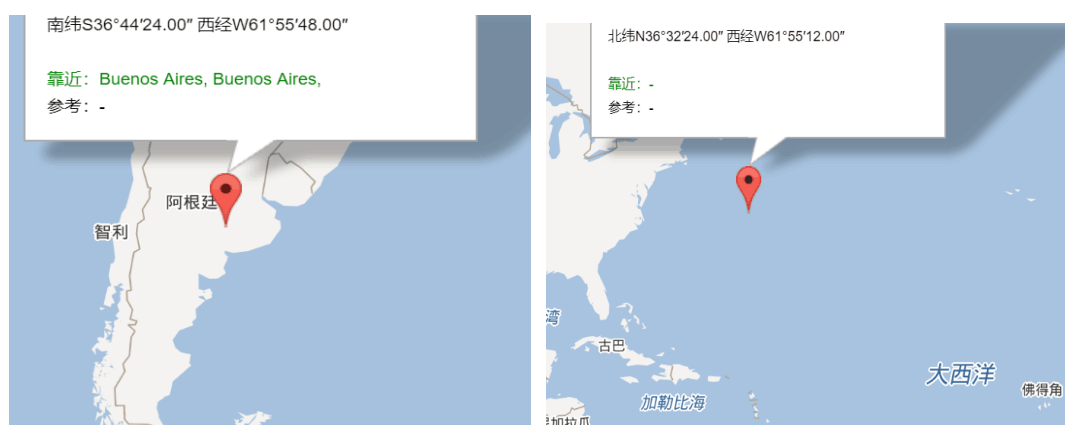 南纬S36°44′24.00″ 西经W61°55′48.00″
靠近：Buenos Aires, Buenos Aires,
参考：-
阿根廷
智利
北纬N36°32′24.00″ 西经W61°55′12.00″
靠近：-
参考：-
湾
古巴
大西洋
佛得角
加勒比海
加拉瓜